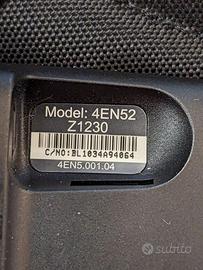 Model: 4EN52
Z1230
C/NO:BL1034A94064
4EN5.001.04
subito